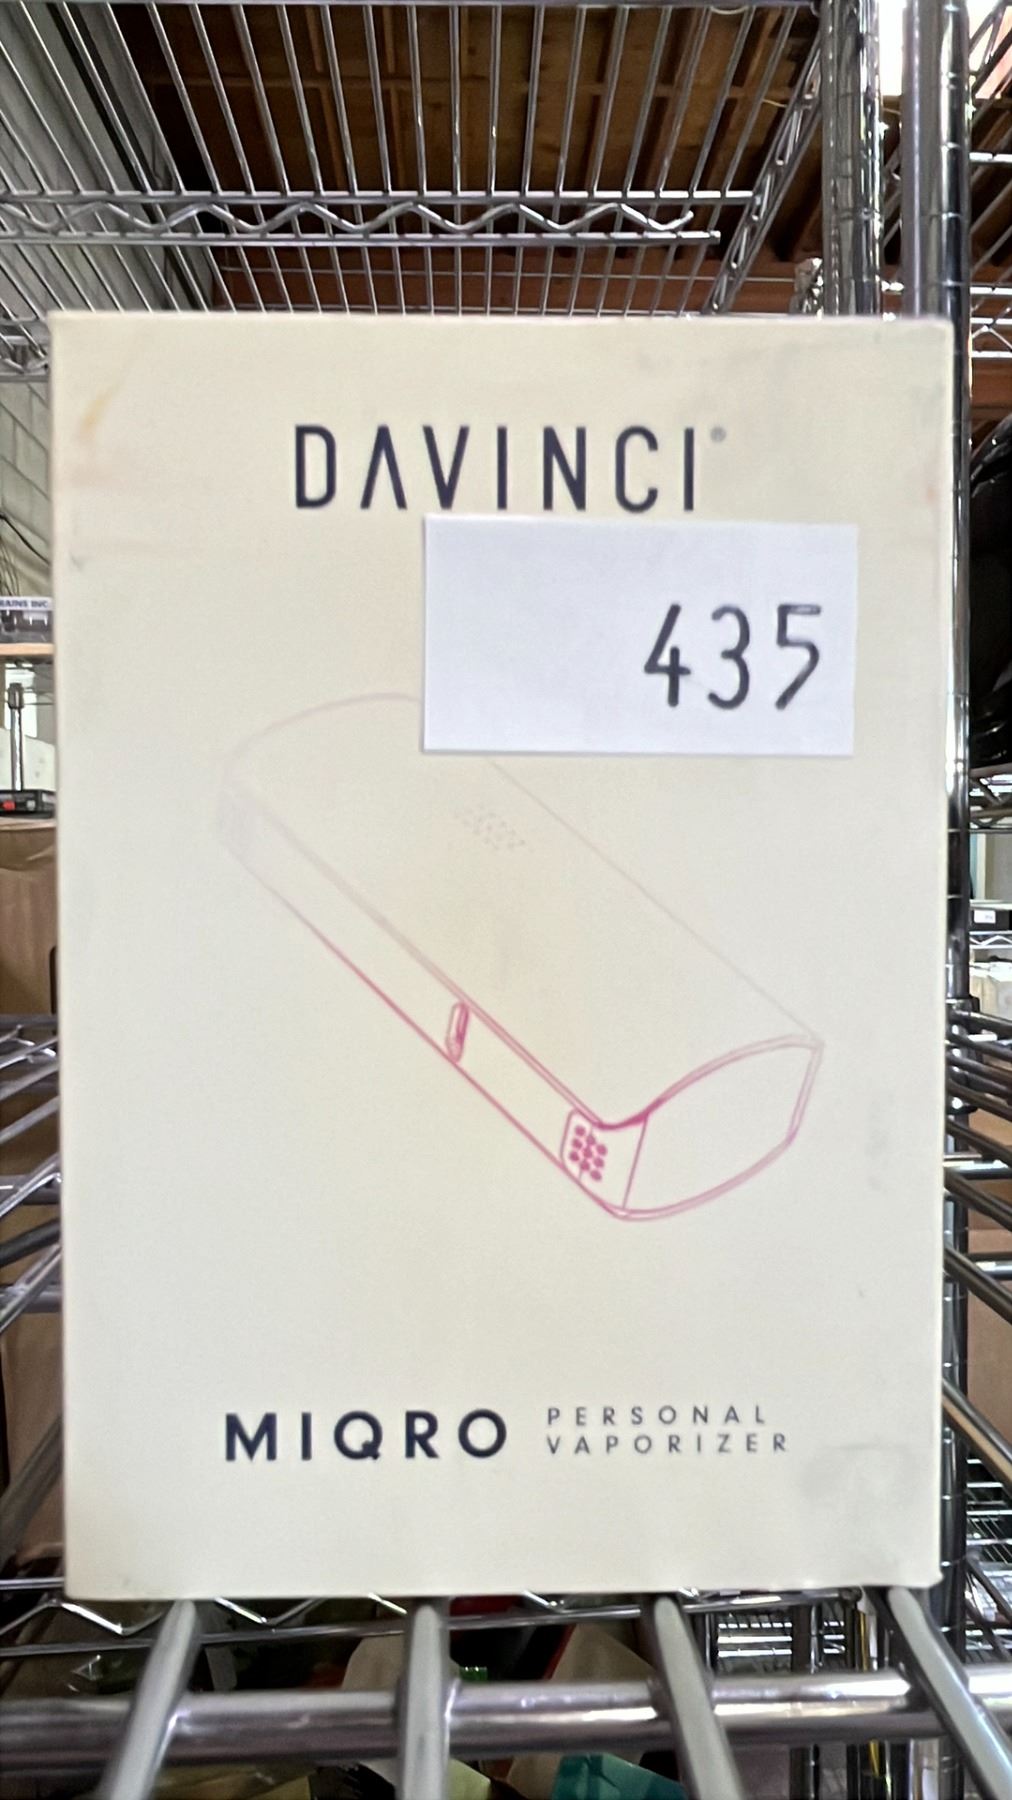 DAVINCI®
435
MIQRO
PERSONAL
VAPORIZER